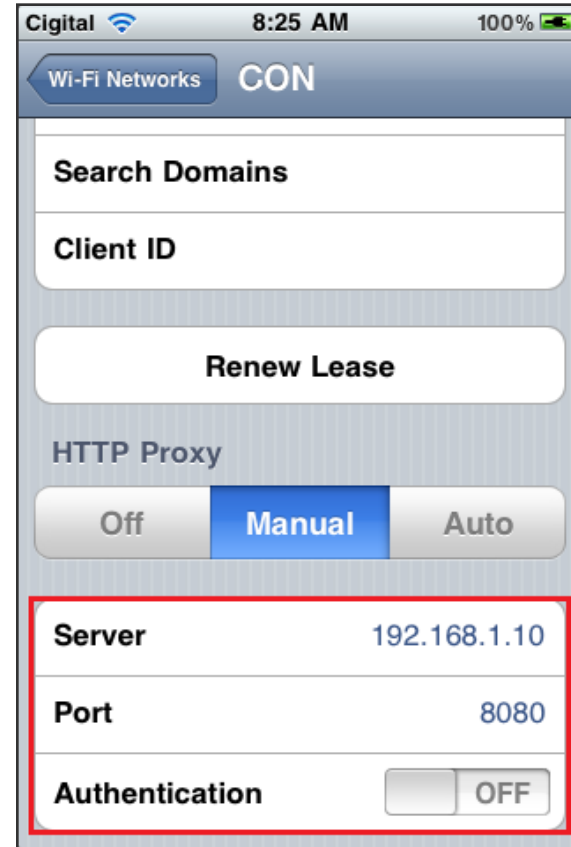 Cigital 8:25 AM 100%
Wi-Fi Networks CON
Search Domains
Client ID
Renew Lease
HTTP Proxy
Off Manual Auto
Server 192.168.1.10
Port 8080
Authentication OFF